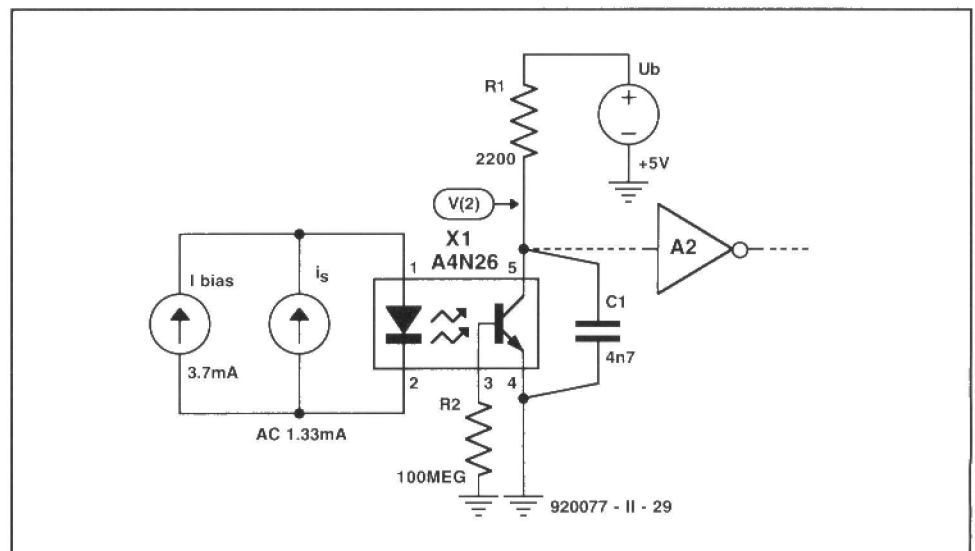 Ub
R1
+
−
2200
+5V
V(2)
X1
A4N26
A2
I bias
is
1
5
C1
3.7mA
4n7
2
3
4
R2
AC 1.33mA
100MEG
920077 - II - 29